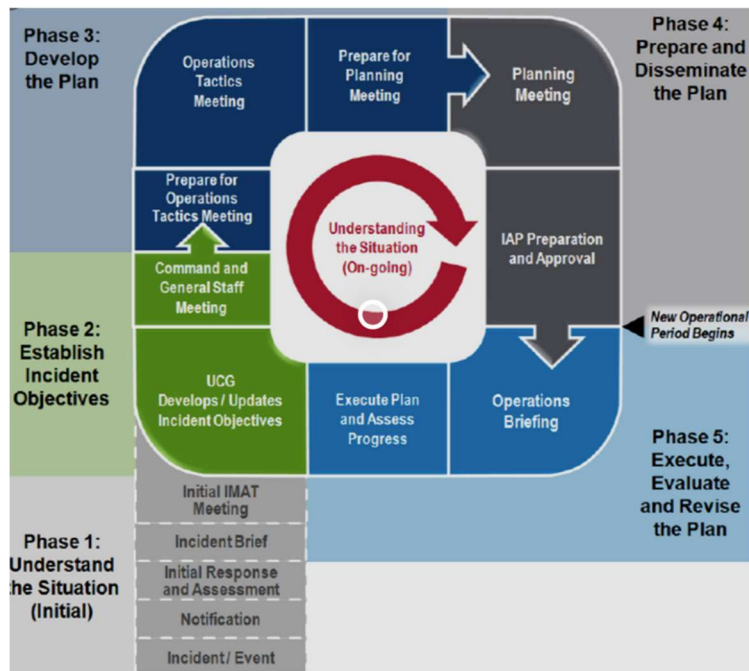 Phase 3:
Develop
the Plan
Operations
Tactics
Meeting
Prepare for
Planning
Meeting
Planning
Meeting
Phase 4:
Prepare and
Disseminate
the Plan
Prepare for
Operations
Tactics Meeting
Understanding
the Situation
(On-going)
IAP Preparation
and Approval
Command and
General Staff
Meeting
Phase 2:
Establish
Incident
Objectives
New Operational
Period Begins
UCG
Develops / Updates
Incident Objectives
Execute Plan
and Assess
Progress
Operations
Briefing
Phase 5:
Execute,
Evaluate
and Revise
the Plan
Phase 1:
Understand
the Situation
(Initial)
Initial IMAT
Meeting
Incident Brief
Initial Response
and Assessment
Notification
Incident / Event